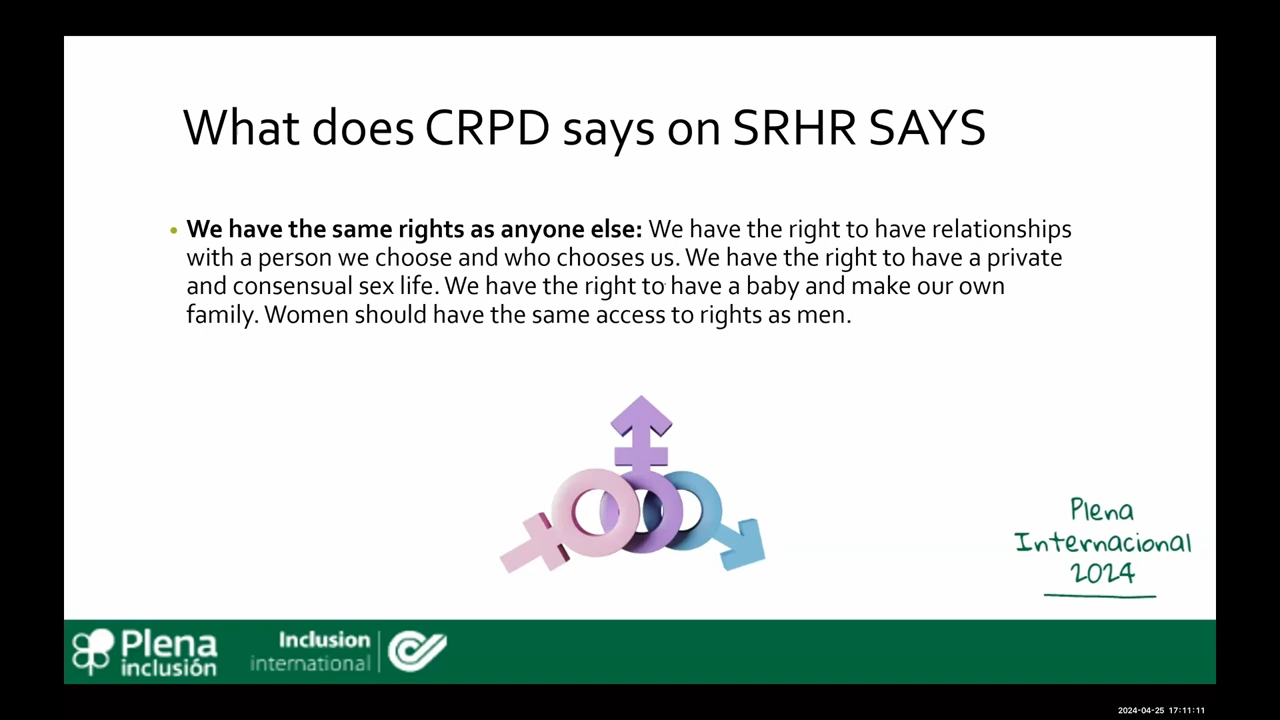 What does CRPD says on SRHR SAYS
• We have the same rights as anyone else: We have the right to have relationships
with a person we choose and who chooses us. We have the right to have a private
and consensual sex life. We have the right to have a baby and make our own
family. Women should have the same access to rights as men.
Plena
Internacional
2024
Plena
inclusión
Inclusion
international
2024-04-25 17:11:11